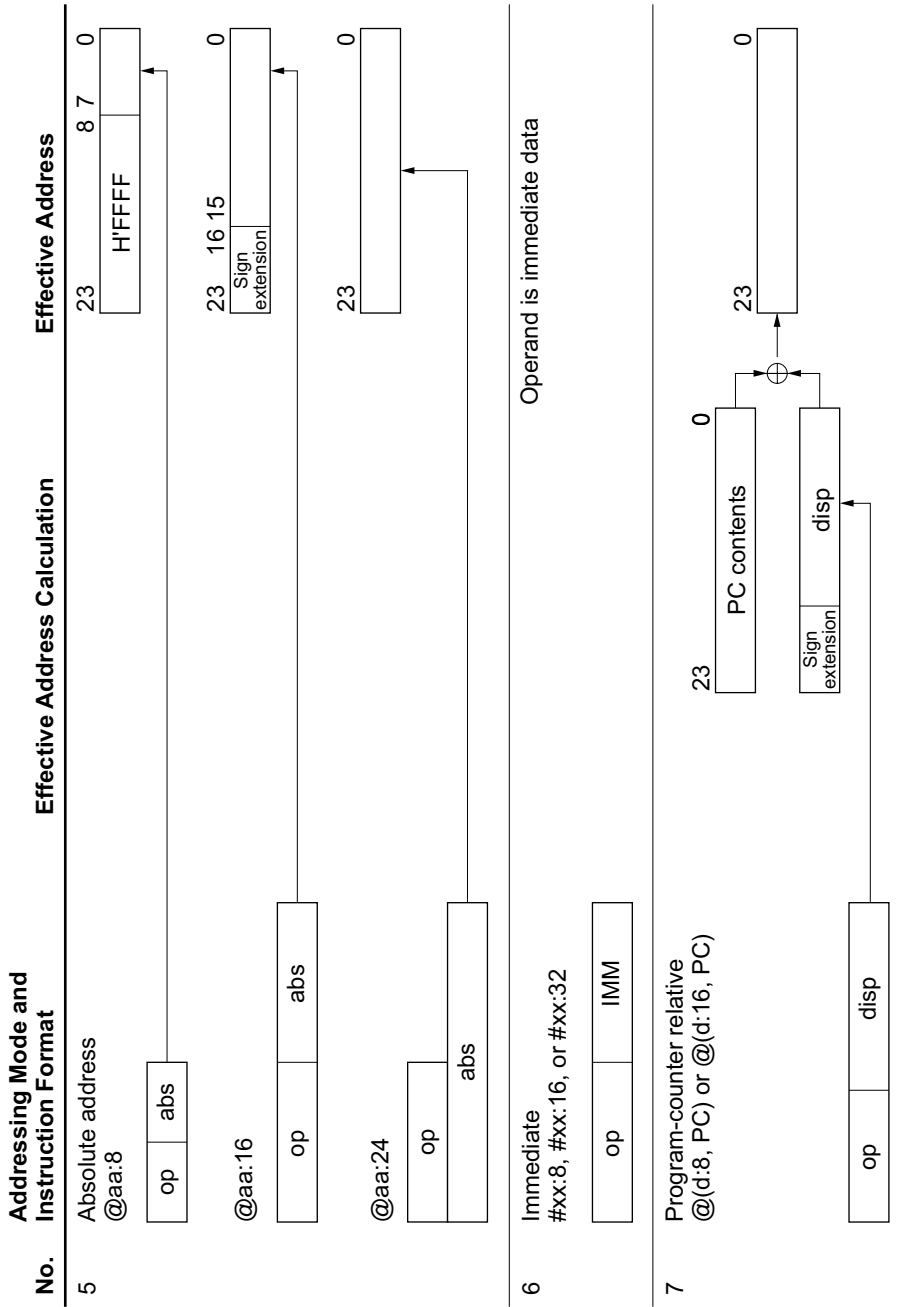 No. Addressing Mode and Instruction Format Effective Address Calculation Effective Address
5 Absolute address
@aa:8
op abs
23 8 7 0
H'FFFF
@aa:16
op abs
23 16 15 0
Sign extension
@aa:24
op
abs
23 0
6 Immediate
#xx:8, #xx:16, or #xx:32
op IMM
Operand is immediate data
7 Program-counter relative
@(d:8, PC) or @(d:16, PC)
op disp
23 0
PC contents
Sign extension disp
23 0